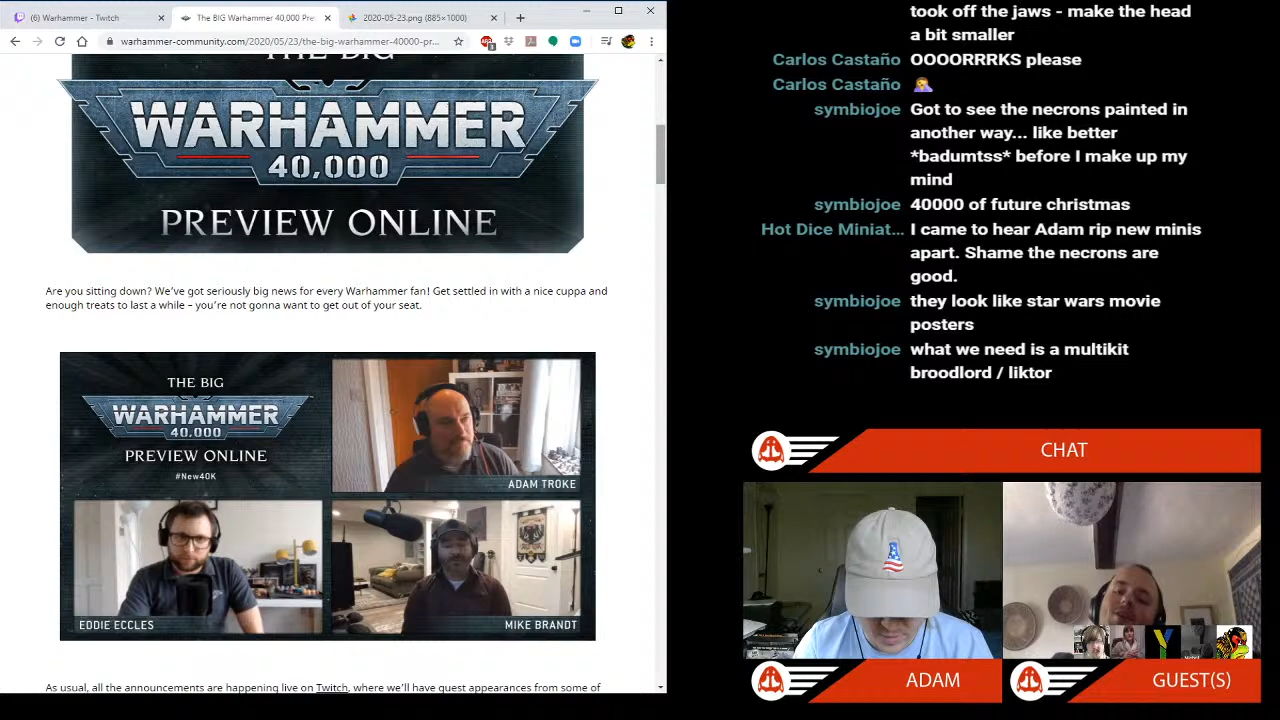 (6) Warhammer - Twitch
The BIG Warhammer 40,000 Pre
2020-05-23.png (885×1000)
warhammer-community.com/2020/05/23/the-big-warhammer-40000-pr...
THE BIG
WARHAMMER
40,000
PREVIEW ONLINE
Are you sitting down? We've got seriously big news for every Warhammer fan! Get settled in with a nice cuppa and
enough treats to last a while – you're not gonna want to get out of your seat.
THE BIG
WARHAMMER
40,000
PREVIEW ONLINE
#New40K
ADAM TROKE
EDDIE ECCLES
MIKE BRANDT
As usual, all the announcements are happening live on Twitch, where we'll have guest appearances from some of
took off the jaws - make the head
a bit smaller
Carlos Castaño OOOORRRKS please
Carlos Castaño 🤦
symbiojoe Got to see the necrons painted in
another way... like better
*badumtss* before I make up my
mind
symbiojoe 40000 of future christmas
Hot Dice Miniat... I came to hear Adam rip new minis
apart. Shame the necrons are
good.
symbiojoe they look like star wars movie
posters
symbiojoe what we need is a multikit
broodlord / liktor
CHAT
ADAM
GUEST(S)